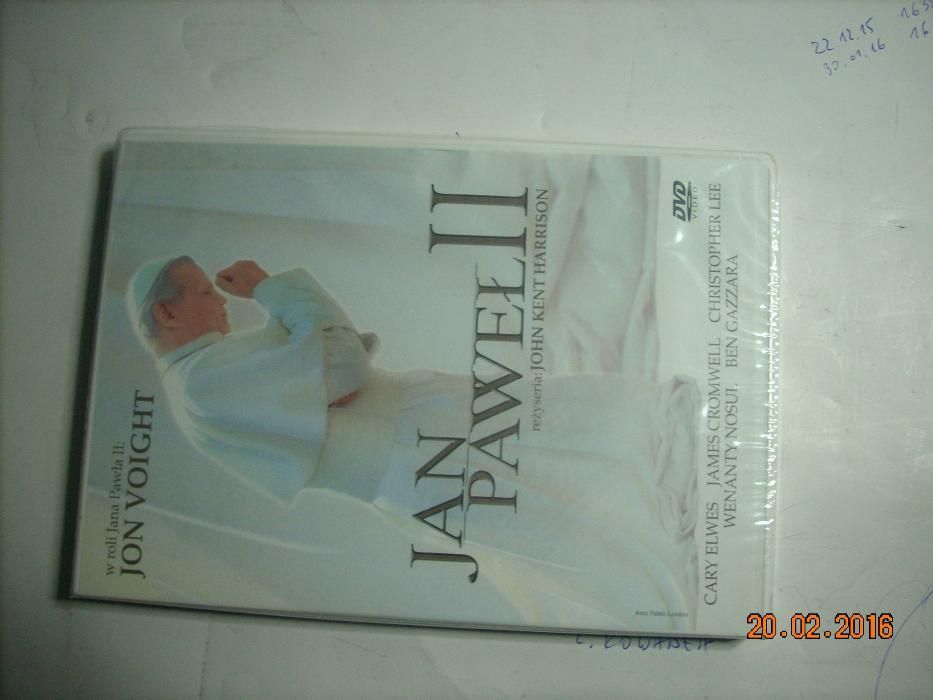 w roli Jana Pawła II:
JON VOIGHT
JAN
PAWEŁ II
reżyseria: JOHN KENT HARRISON
DVD
VIDEO
CARY ELWES JAMES CROMWELL CHRISTOPHER LEE
WENANTY NOSUL BEN GAZZARA
22.12.15
30.01.16 16
20.02.2016